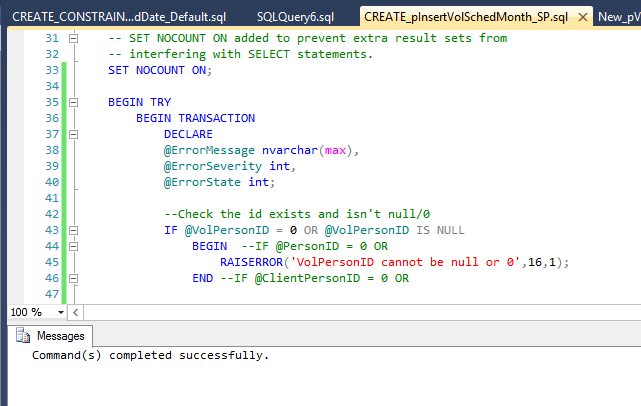 CREATE_CONSTRAIN...dDate_Default.sql SQLQuery6.sql CREATE_pInsertVolSchedMonth_SP.sql New_pV
31 -- SET NOCOUNT ON added to prevent extra result sets from
32 -- interfering with SELECT statements.
33 SET NOCOUNT ON;
34
35 BEGIN TRY
36 BEGIN TRANSACTION
37 DECLARE
38 @ErrorMessage nvarchar(max),
39 @ErrorSeverity int,
40 @ErrorState int;
41
42 --Check the id exists and isn't null/0
43 IF @VolPersonID = 0 OR @VolPersonID IS NULL
44 BEGIN --IF @PersonID = 0 OR
45 RAISERROR('VolPersonID cannot be null or 0',16,1);
46 END --IF @ClientPersonID = 0 OR
47
100 %
Messages
Command(s) completed successfully.